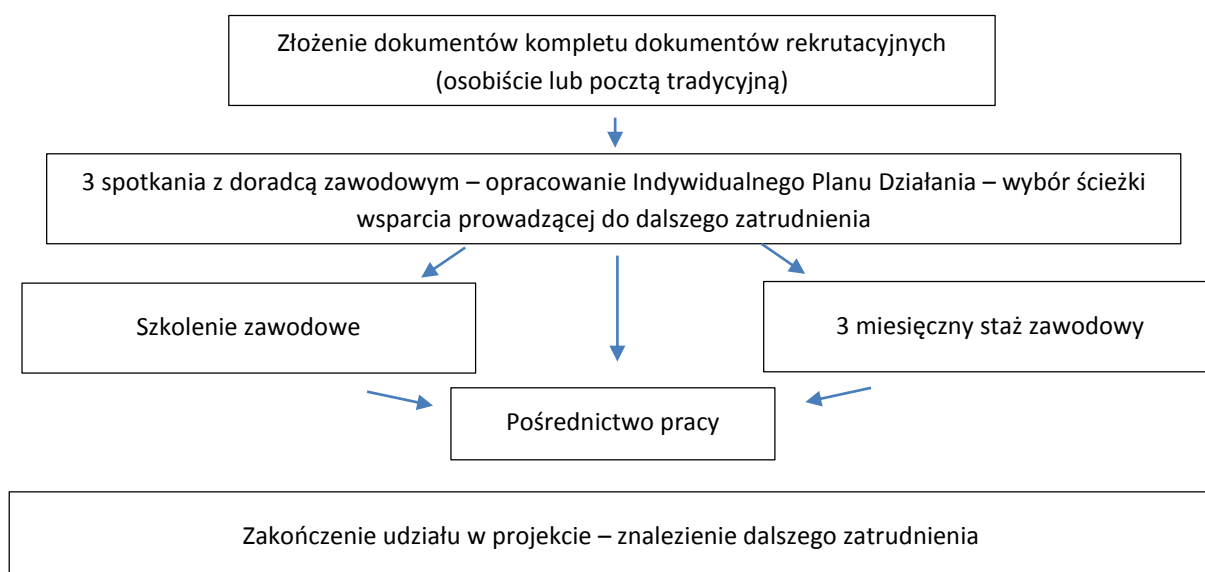 Złożenie dokumentów kompletu dokumentów rekrutacyjnych
(osobiście lub pocztą tradycyjną)
3 spotkania z doradcą zawodowym – opracowanie Indywidualnego Planu Działania – wybór ścieżki
wsparcia prowadzącej do dalszego zatrudnienia
Szkolenie zawodowe
3 miesięczny staż zawodowy
Pośrednictwo pracy
Zakończenie udziału w projekcie – znalezienie dalszego zatrudnienia